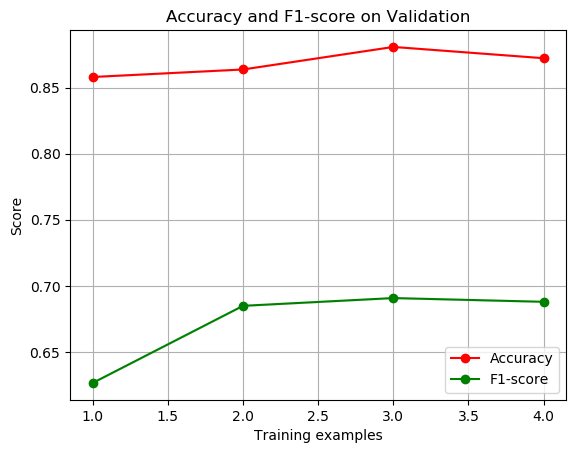 Accuracy and F1-score on Validation
Score
0.85
0.80
0.75
0.70
0.65
Accuracy
F1-score
1.0 1.5 2.0 2.5 3.0 3.5 4.0
Training examples